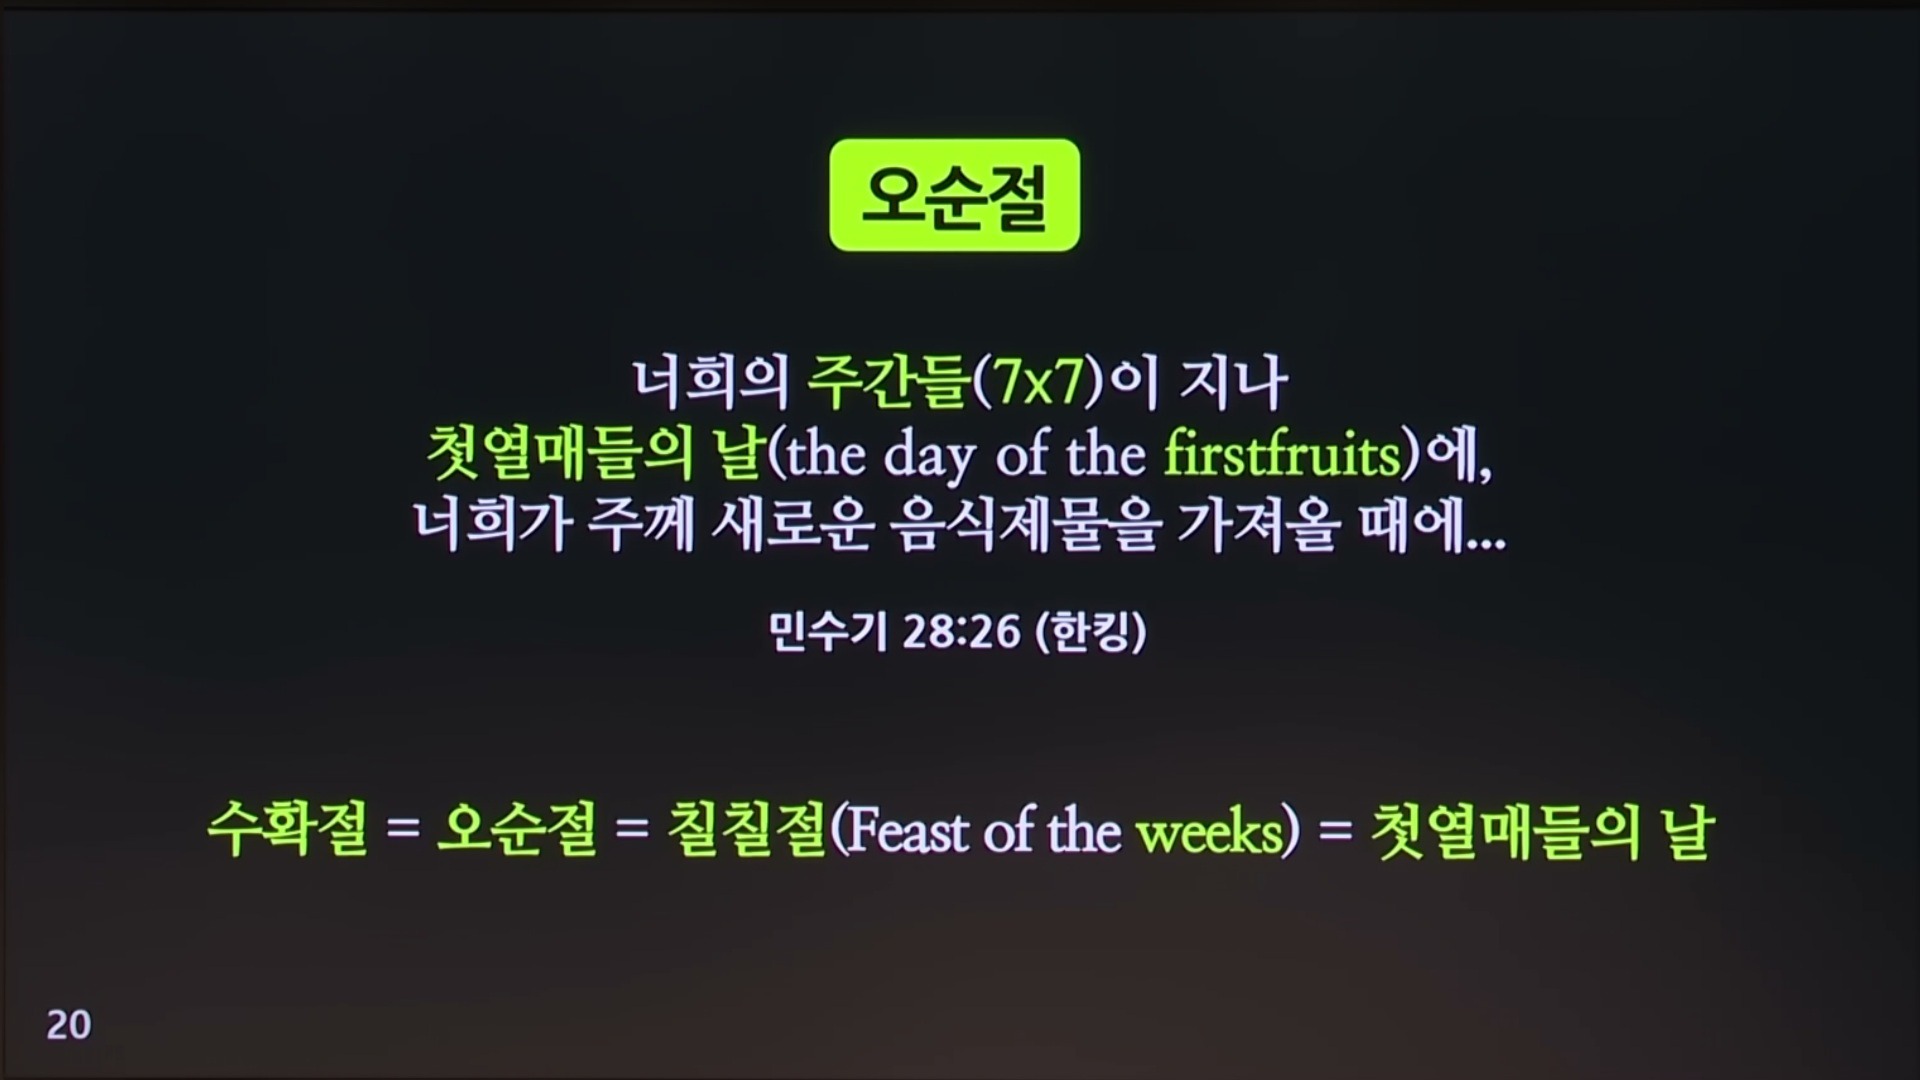 오순절
너희의 주간들(7x7)이 지나
첫열매들의 날(the day of the firstfruits)에,
너희가 주께 새로운 음식제물을 가져올 때에...
민수기 28:26 (한킹)
수확절 = 오순절 = 칠칠절(Feast of the weeks) = 첫열매들의 날
20